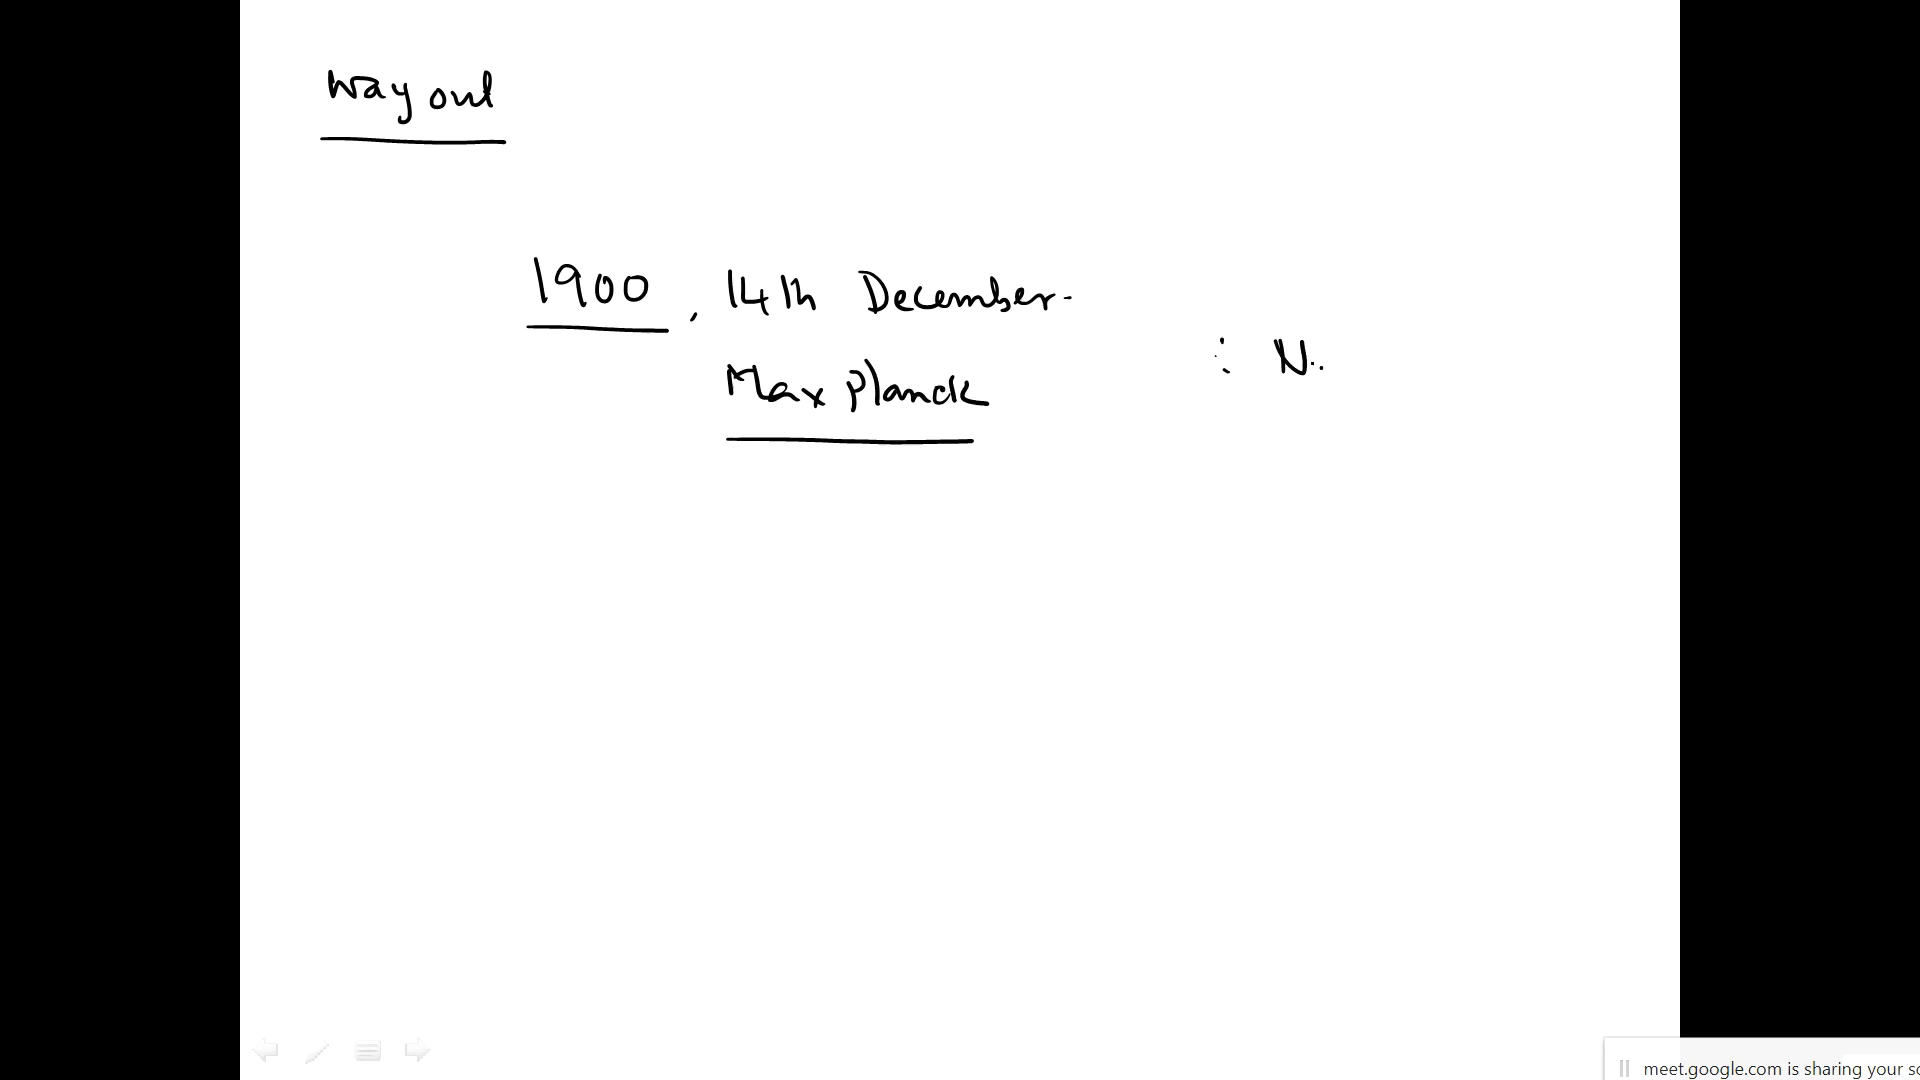 Way out
1900, 14th December-
Max Planck
: N..
meet.google.com is sharing your sc